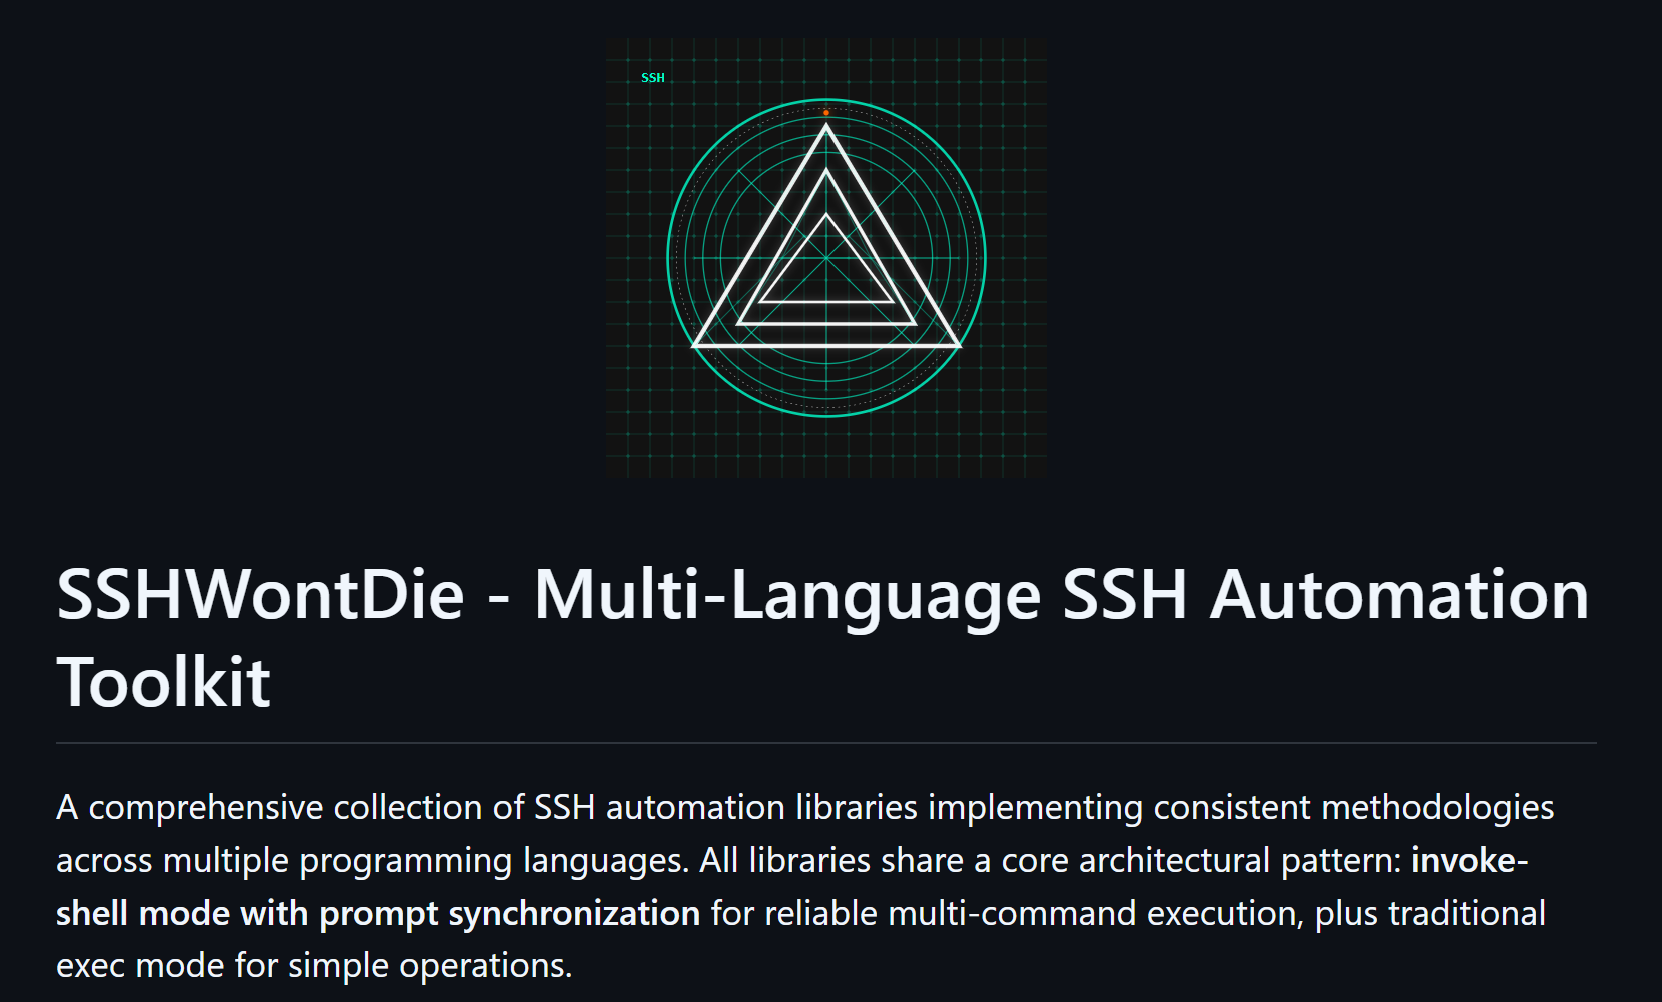 SSH
SSHWontDie - Multi-Language SSH Automation
Toolkit
A comprehensive collection of SSH automation libraries implementing consistent methodologies
across multiple programming languages. All libraries share a core architectural pattern: invoke-
shell mode with prompt synchronization for reliable multi-command execution, plus traditional
exec mode for simple operations.